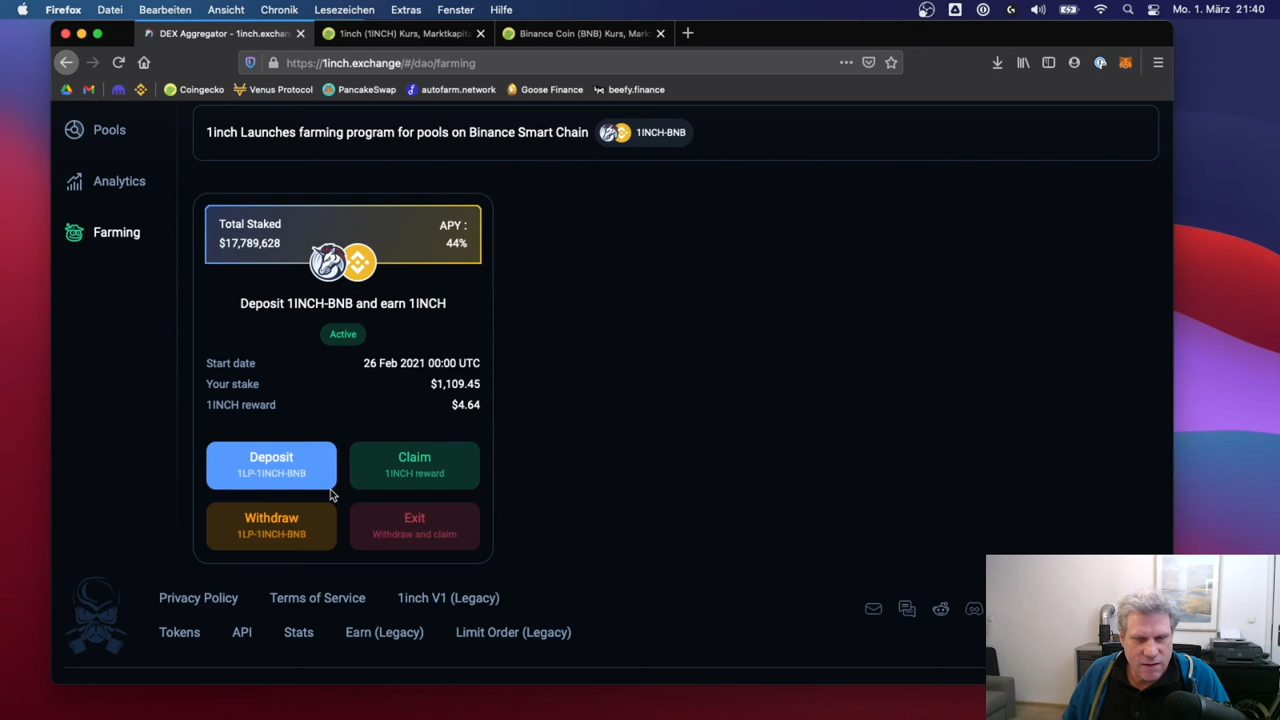 Firefox Datei Bearbeiten Ansicht Chronik Lesezeichen Extras Fenster Hilfe Mo. 1. März 21:40
DEX Aggregator - 1inch.exchan
1inch (1INCH) Kurs, Marktkapita
Binance Coin (BNB) Kurs, Mark
https://1inch.exchange/#/dao/farming
Coingecko Venus Protocol PancakeSwap autofarm.network Goose Finance beefy.finance
Pools
Analytics
Farming
1inch Launches farming program for pools on Binance Smart Chain 1INCH-BNB
Total Staked APY :
$17,789,628 44%
Deposit 1INCH-BNB and earn 1INCH
Active
Start date 26 Feb 2021 00:00 UTC
Your stake $1,109.45
1INCH reward $4.64
Deposit
1LP-1INCH-BNB
Claim
1INCH reward
Withdraw
1LP-1INCH-BNB
Exit
Withdraw and claim
Privacy Policy Terms of Service 1inch V1 (Legacy)
Tokens API Stats Earn (Legacy) Limit Order (Legacy)